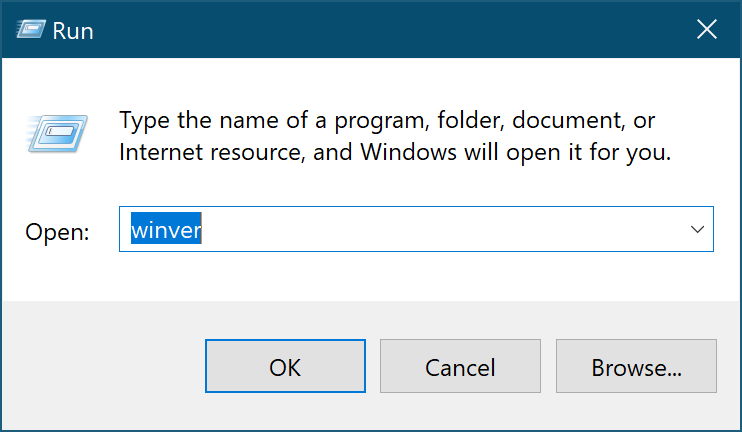 Run
Type the name of a program, folder, document, or
Internet resource, and Windows will open it for you.
Open: winver
OK Cancel Browse...